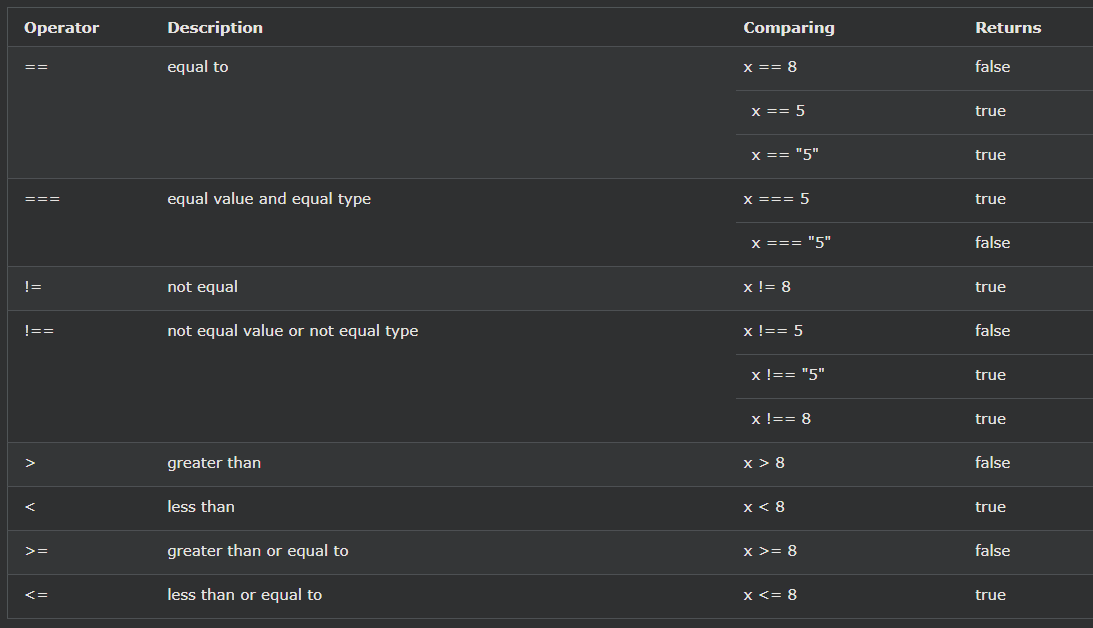 Operator Description Comparing Returns
== equal to x == 8 false
x == 5 true
x == "5" true
=== equal value and equal type x === 5 true
x === "5" false
!= not equal x != 8 true
!== not equal value or not equal type x !== 5 false
x !== "5" true
x !== 8 true
> greater than x > 8 false
< less than x < 8 true
>= greater than or equal to x >= 8 false
<= less than or equal to x <= 8 true